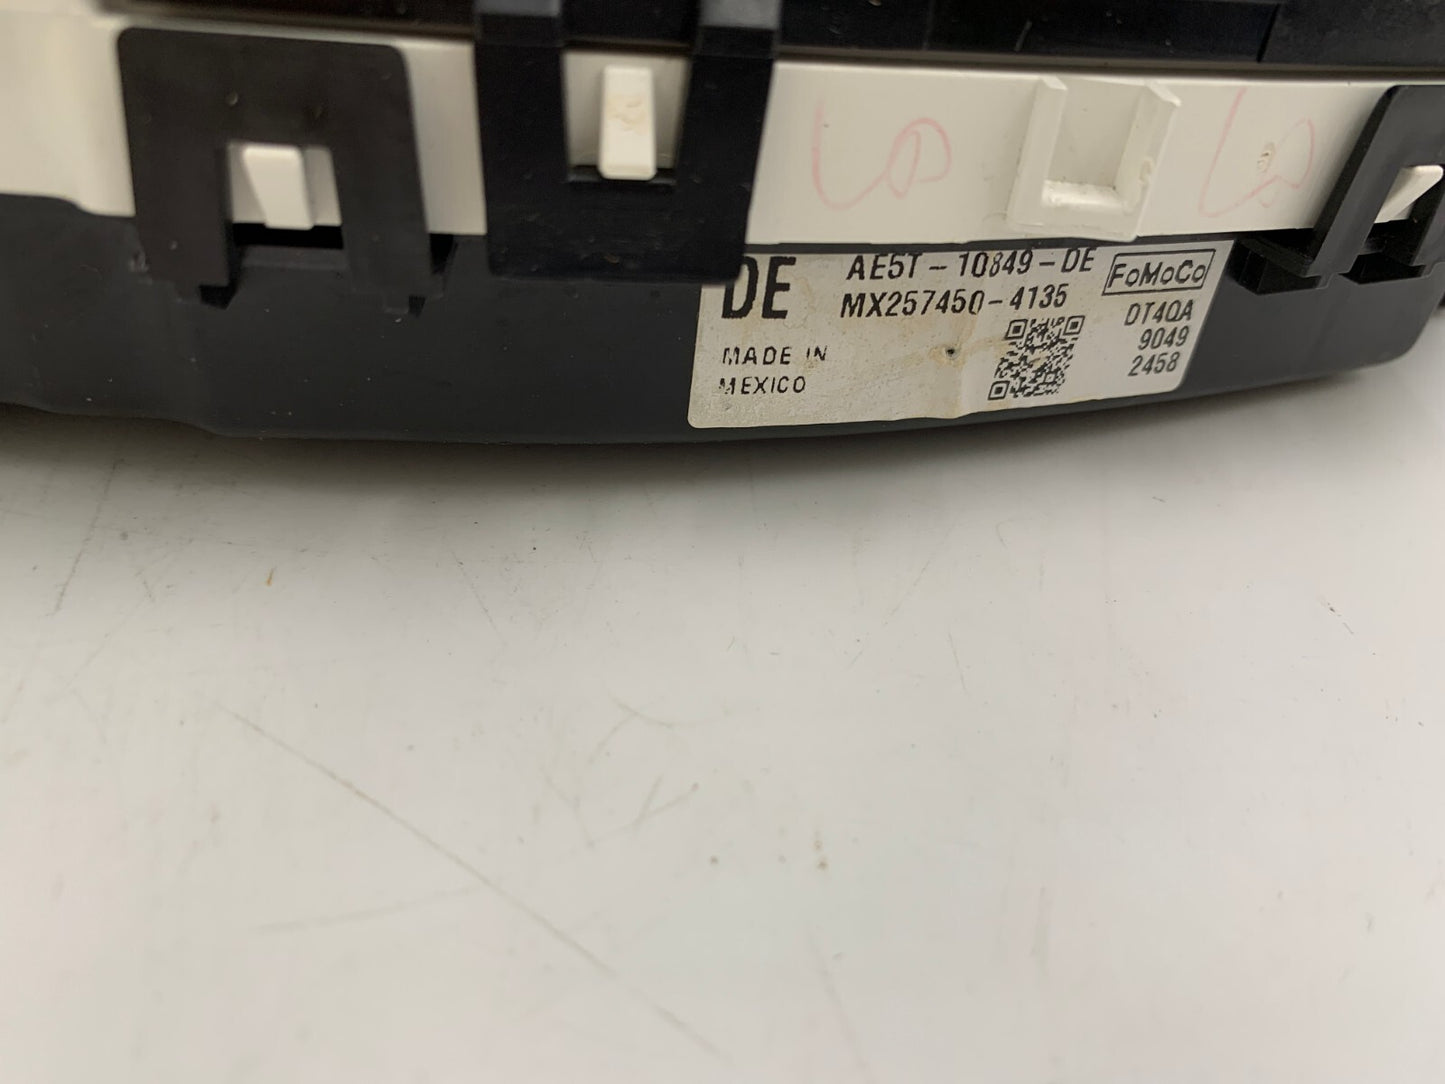 DE
AE5T-10849-DE
MX257450-4135
FoMoCo
DT4QA
9049
2458
MADE IN
MEXICO